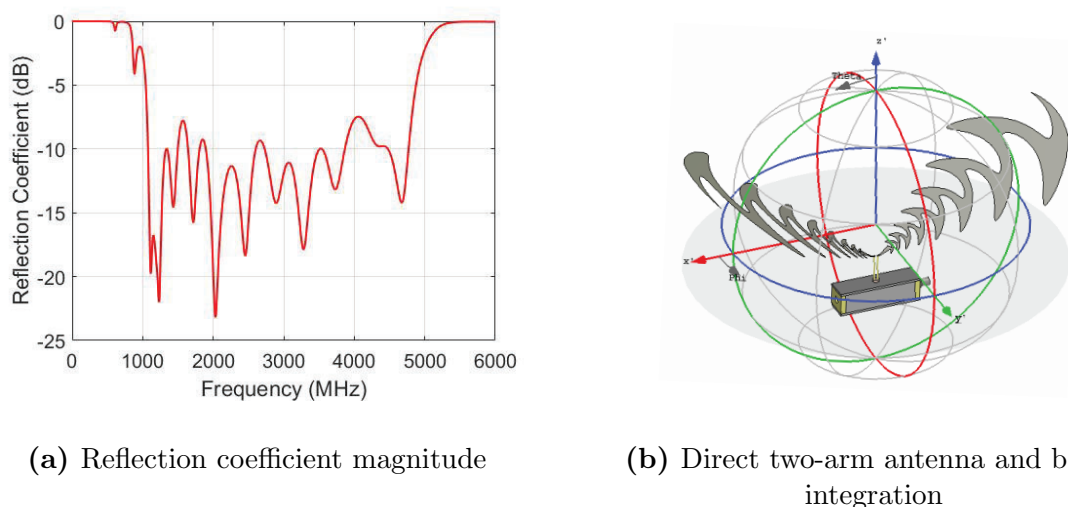 0
-5
-10
-15
-20
-25
Reflection Coefficient (dB)
0 1000 2000 3000 4000 5000 6000
Frequency (MHz)
z'
Theta
x'
Phi
y'
(a) Reflection coefficient magnitude
(b) Direct two-arm antenna and b
integration